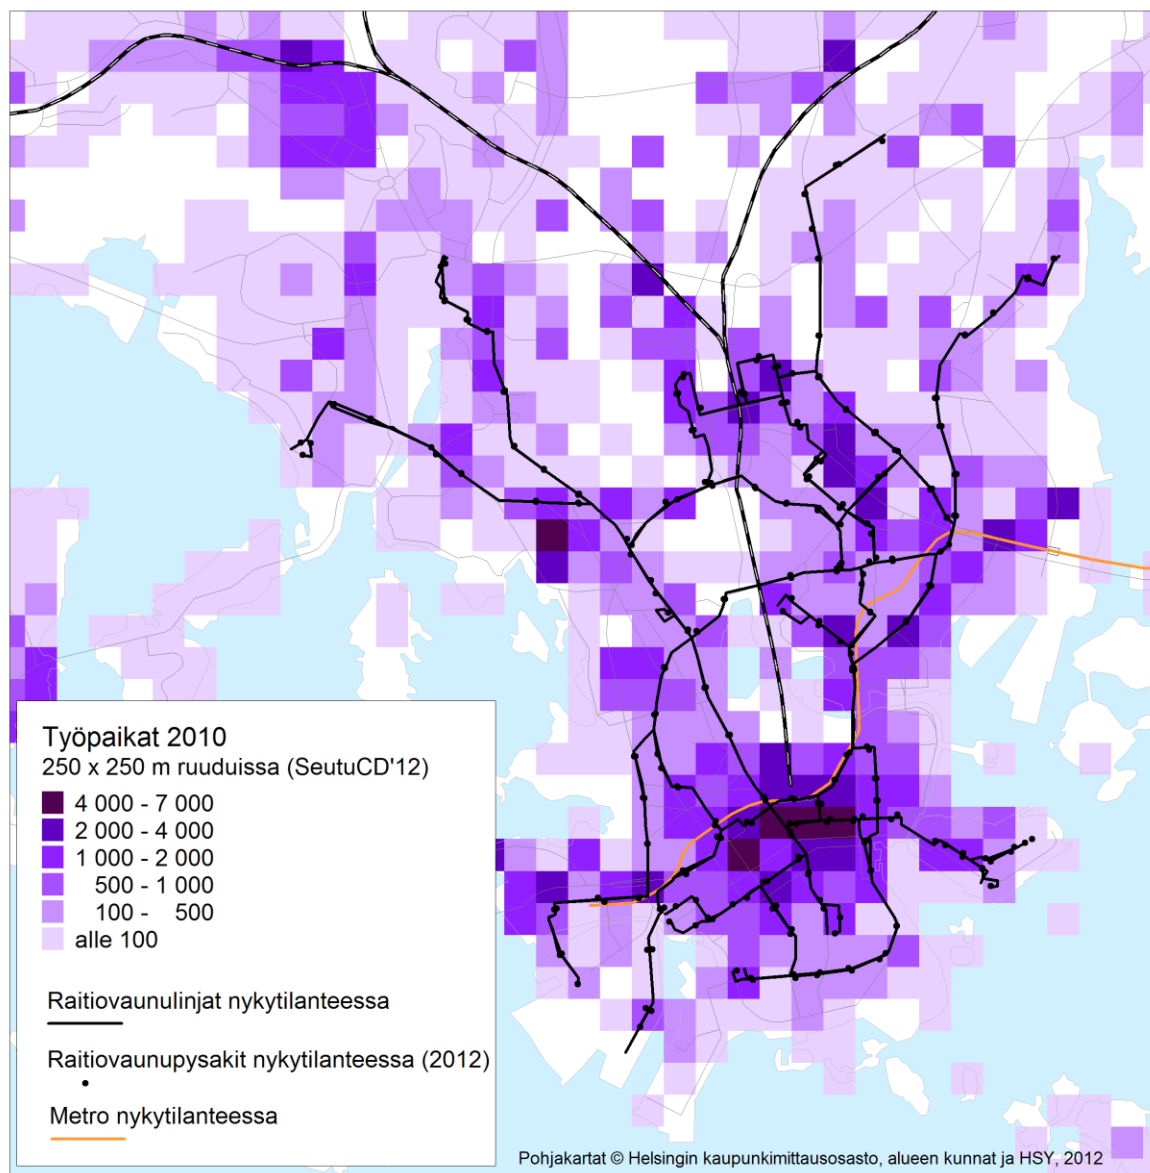 Työpaikat 2010
250 x 250 m ruuduissa (SeutuCD'12)
4 000 - 7 000
2 000 - 4 000
1 000 - 2 000
500 - 1 000
100 - 500
alle 100
Raitiovaunulinjat nykytilanteessa
Raitiovaunupysakit nykytilanteessa (2012)
Metro nykytilanteessa
Pohjakartat © Helsingin kaupunkimittausosasto, alueen kunnat ja HSY, 2012